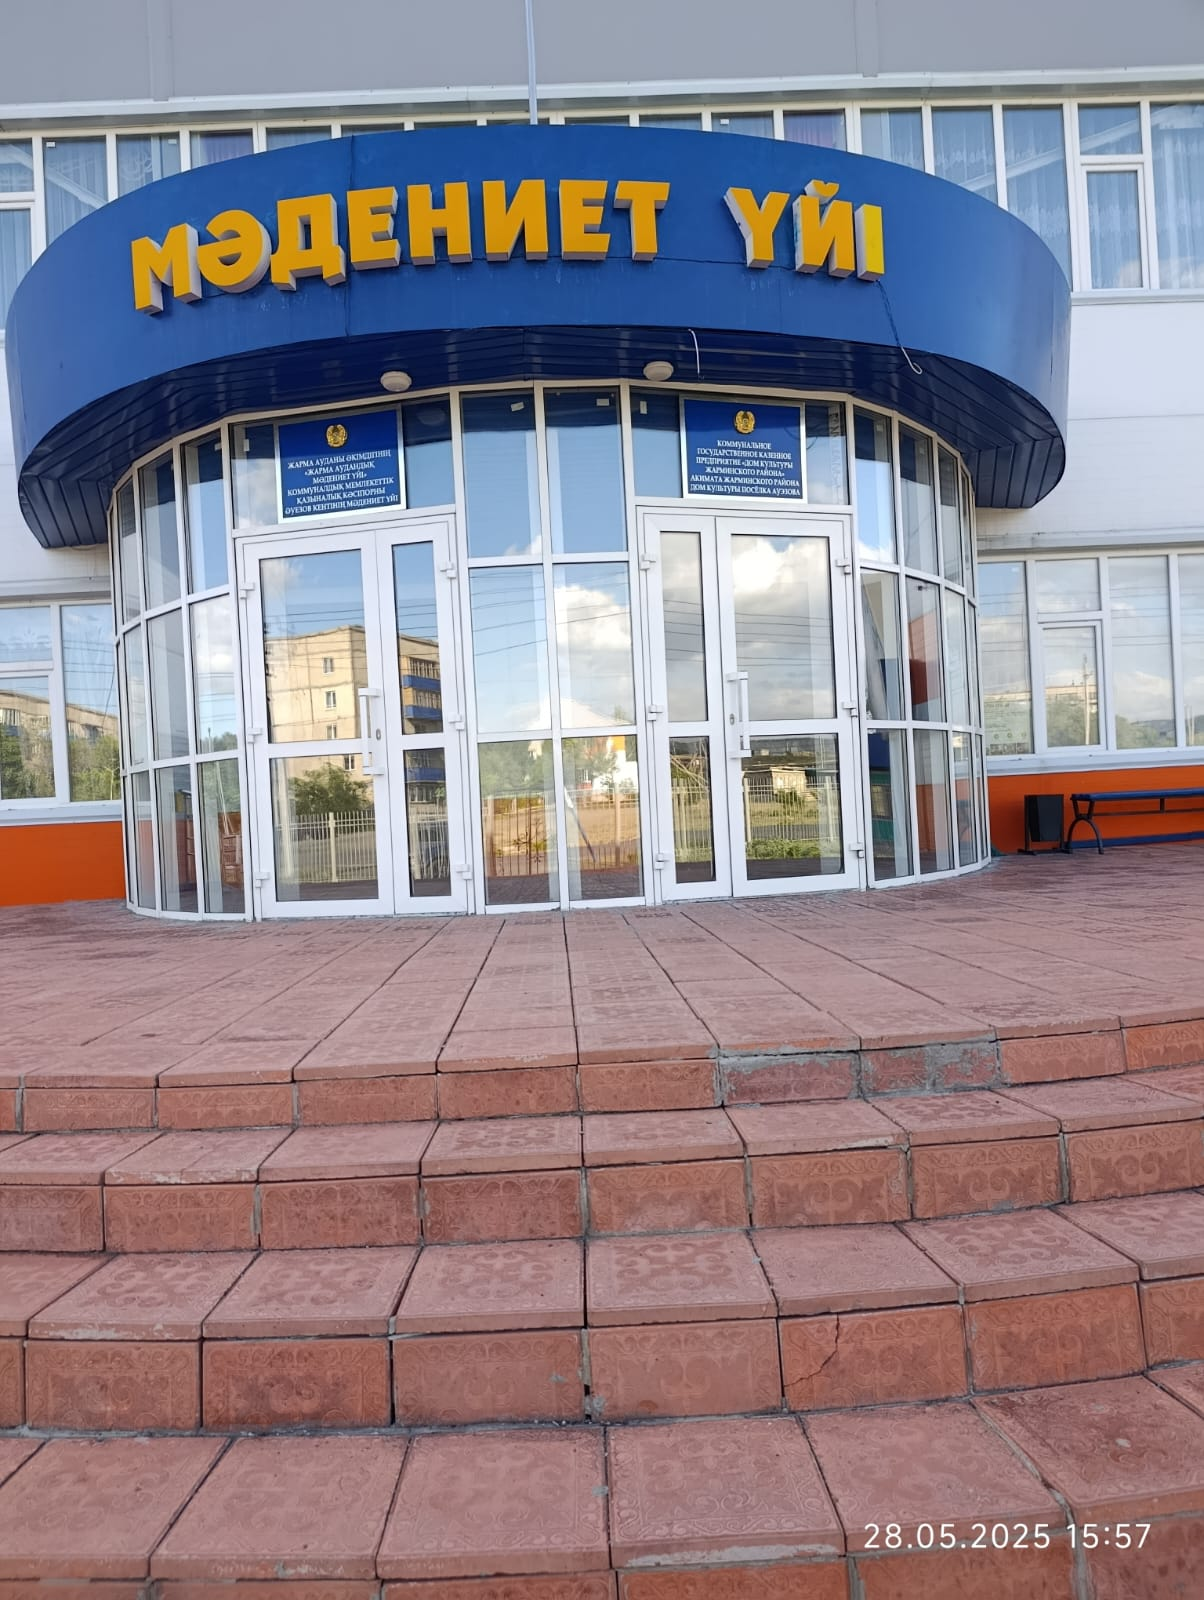 МӘДЕНИЕТ ҮЙІ
ЖАРМА АУДАНЫ ӘКІМДІГІНІҢ
«ЖАРМА АУДАНДЫҚ
МӘДЕНИЕТ ҮЙІ»
КОММУНАЛДЫҚ МЕМЛЕКЕТТІК
ҚАЗЫНАЛЫҚ КӘСІПОРНЫ
ӘУЕЗОВ КЕНТІНІҢ МӘДЕНИЕТ ҮЙІ
КОММУНАЛЬНОЕ
ГОСУДАРСТВЕННОЕ КАЗЕННОЕ
ПРЕДПРИЯТИЕ «ДОМ КУЛЬТУРЫ
ЖАРМИНСКОГО РАЙОНА»
АКИМАТА ЖАРМИНСКОГО РАЙОНА
ДОМ КУЛЬТУРЫ ПОСЁЛКА АУЭЗОВА
28.05.2025 15:57